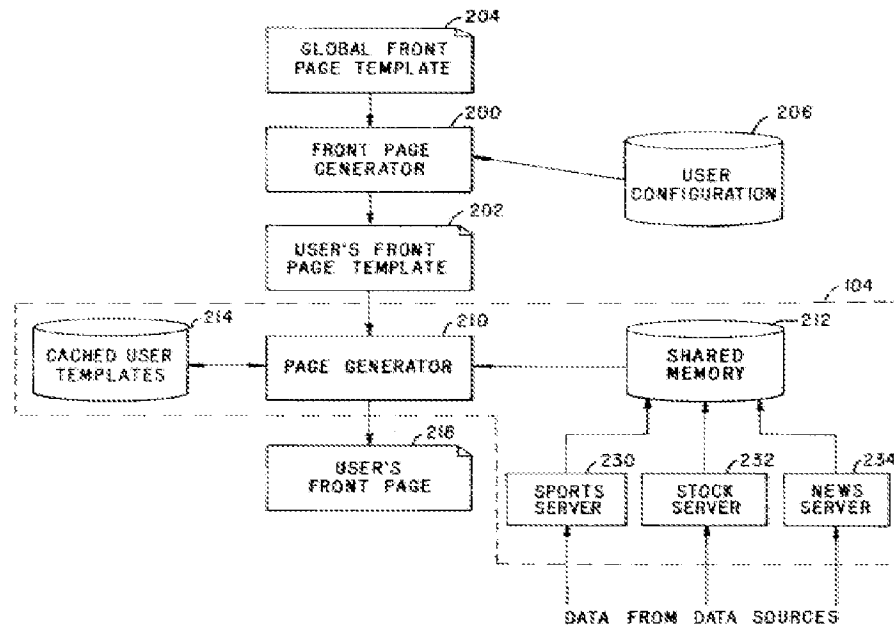 204
GLOBAL FRONT
PAGE TEMPLATE
200
FRONT PAGE
GENERATOR
206
USER
CONFIGURATION
202
USER'S FRONT
PAGE TEMPLATE
104
214
CACHED USER
TEMPLATES
210
PAGE GENERATOR
212
SHARED
MEMORY
216
USER'S
FRONT PAGE
230
SPORTS
SERVER
232
STOCK
SERVER
234
NEWS
SERVER
DATA FROM DATA SOURCES